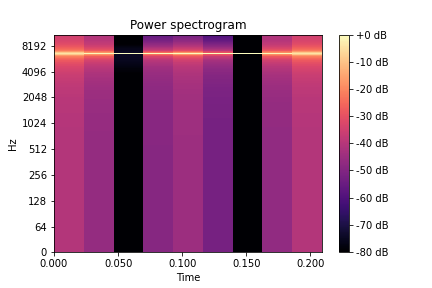 Power spectrogram
8192
4096
2048
1024
512
256
128
64
0
Hz
0.000 0.050 0.100 0.150 0.200
Time
+0 dB
-10 dB
-20 dB
-30 dB
-40 dB
-50 dB
-60 dB
-70 dB
-80 dB